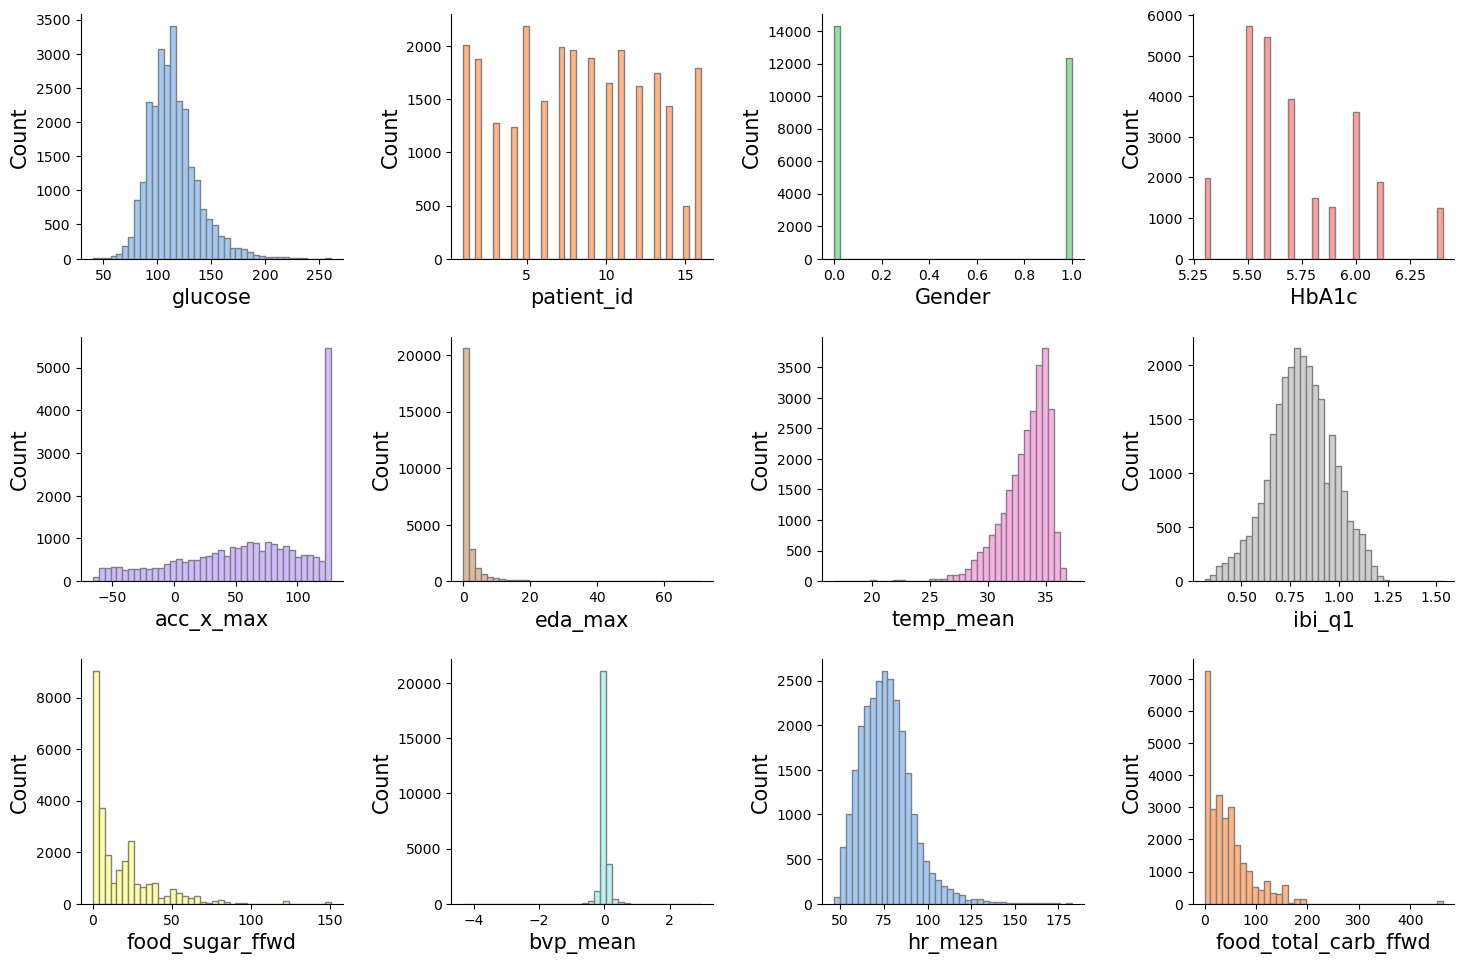 3500
3000
2500
2000
1500
1000
500
0
Count
50 100 150 200 250
glucose
2000
1500
1000
500
0
Count
5 10 15
patient_id
14000
12000
10000
8000
6000
4000
2000
0
Count
0.0 0.2 0.4 0.6 0.8 1.0
Gender
6000
5000
4000
3000
2000
1000
0
Count
5.25 5.50 5.75 6.00 6.25
HbA1c
5000
4000
3000
2000
1000
0
Count
−50 0 50 100
acc_x_max
20000
15000
10000
5000
0
Count
0 20 40 60
eda_max
3500
3000
2500
2000
1500
1000
500
0
Count
20 25 30 35
temp_mean
2000
1500
1000
500
0
Count
0.50 0.75 1.00 1.25 1.50
ibi_q1
8000
6000
4000
2000
0
Count
0 50 100 150
food_sugar_ffwd
20000
15000
10000
5000
0
Count
−4 −2 0 2
bvp_mean
2500
2000
1500
1000
500
0
Count
50 75 100 125 150 175
hr_mean
7000
6000
5000
4000
3000
2000
1000
0
Count
0 100 200 300 400
food_total_carb_ffwd